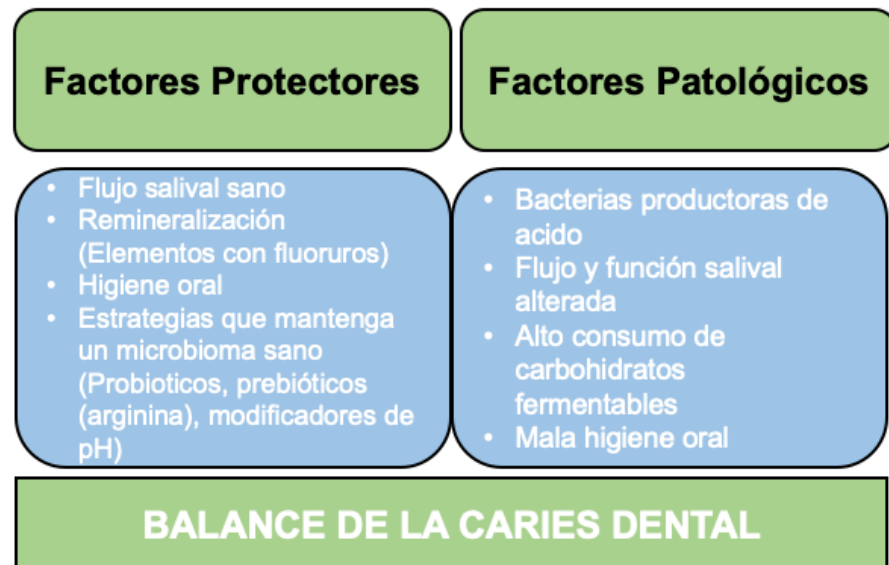 Factores Protectores
Factores Patológicos
• Flujo salival sano
• Remineralización
(Elementos con fluoruros)
• Higiene oral
• Estrategias que mantenga
un microbioma sano
(Probioticos, prebióticos
(arginina), modificadores de
pH)
• Bacterias productoras de
acido
• Flujo y función salival
alterada
• Alto consumo de
carbohidratos
fermentables
• Mala higiene oral
BALANCE DE LA CARIES DENTAL